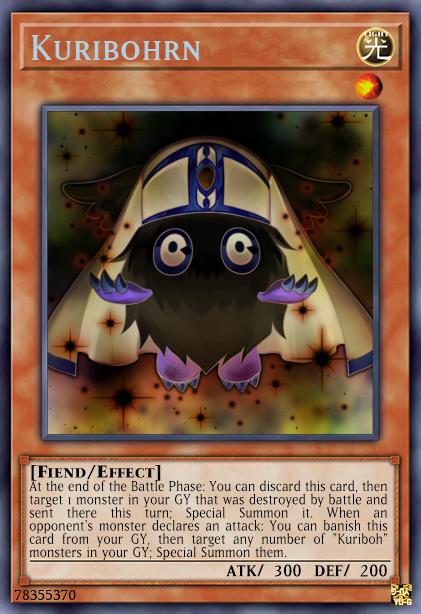 KURIBOHRN
LIGHT
光
[FIEND/EFFECT]
At the end of the Battle Phase: You can discard this card, then
target 1 monster in your GY that was destroyed by battle and
sent there this turn; Special Summon it. When an
opponent's monster declares an attack: You can banish this
card from your GY, then target any number of "Kuriboh"
monsters in your GY; Special Summon them.
ATK/ 300 DEF/ 200
78355370